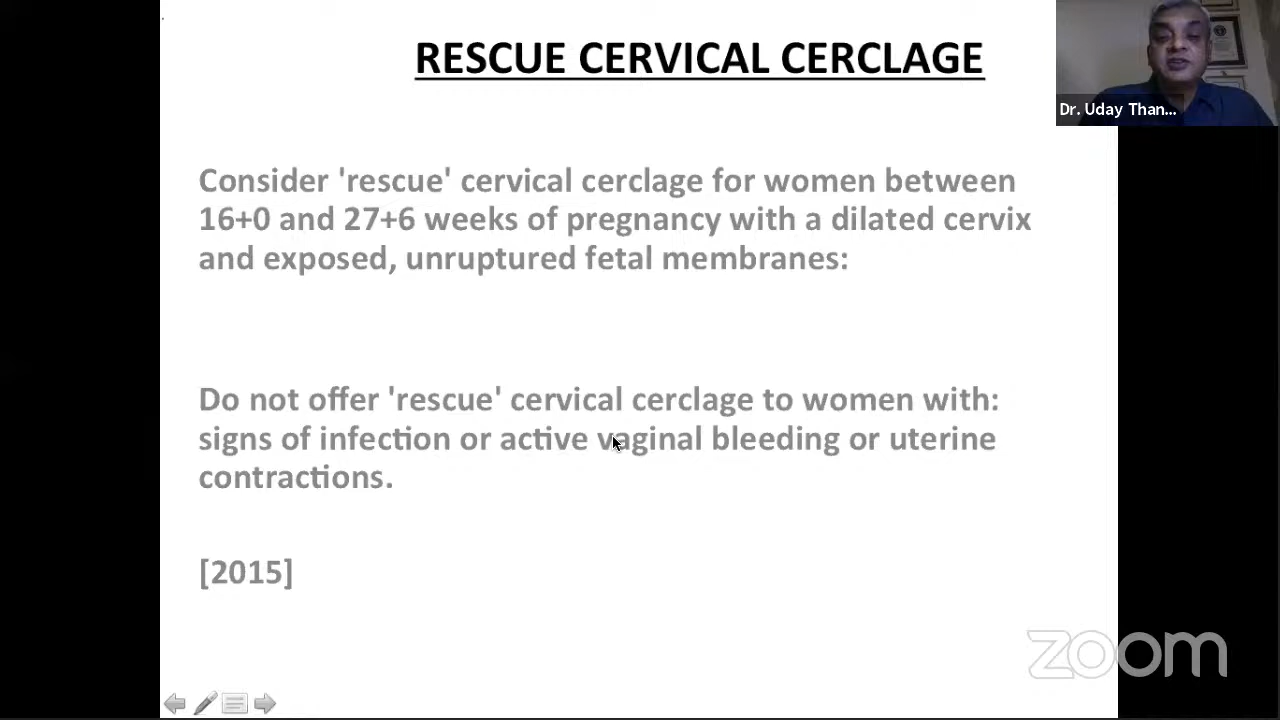 RESCUE CERVICAL CERCLAGE
Dr. Uday Than...
Consider 'rescue' cervical cerclage for women between
16+0 and 27+6 weeks of pregnancy with a dilated cervix
and exposed, unruptured fetal membranes:
Do not offer 'rescue' cervical cerclage to women with:
signs of infection or active vaginal bleeding or uterine
contractions.
[2015]
zoom